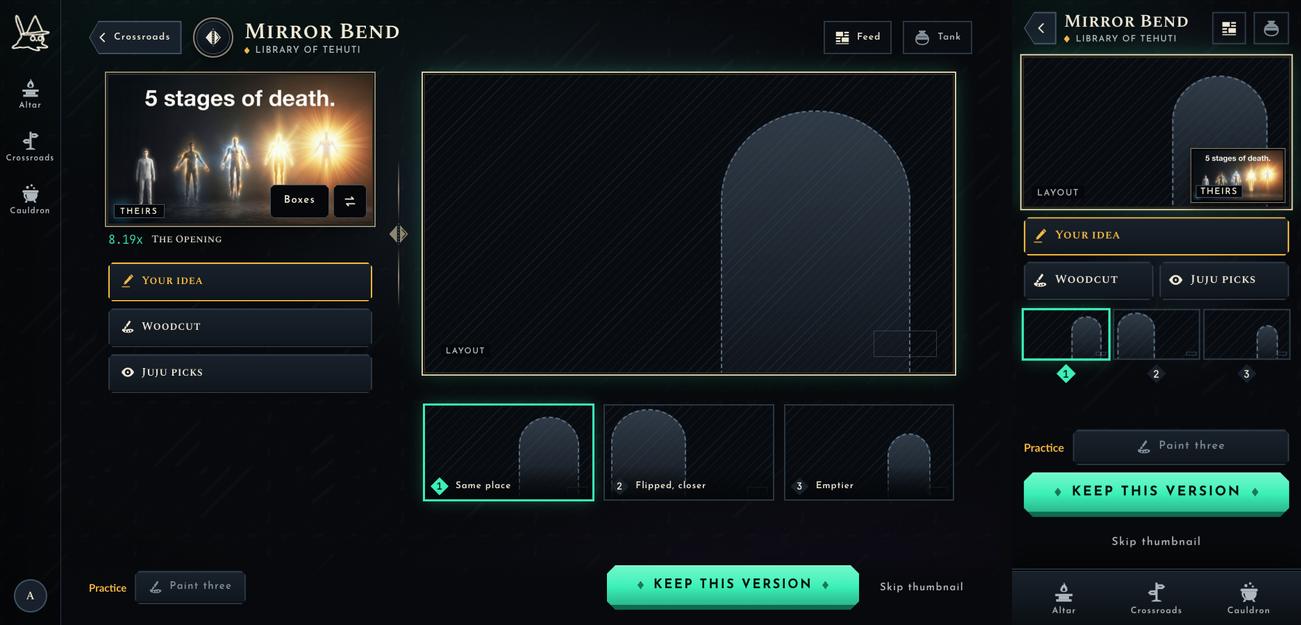 Crossroads
MIRROR BEND
LIBRARY OF TEHUTI
Feed
Tank
Altar
Crossroads
Cauldron
A
5 stages of death.
THEIRS
Boxes
8.19x THE OPENING
YOUR IDEA
WOODCUT
JUJU PICKS
LAYOUT
1 Same place
2 Flipped, closer
3 Emptier
Practice
Paint three
KEEP THIS VERSION
Skip thumbnail
MIRROR BEND
LIBRARY OF TEHUTI
5 stages of death.
THEIRS
LAYOUT
YOUR IDEA
WOODCUT
JUJU PICKS
1
2
3
Practice
Paint three
KEEP THIS VERSION
Skip thumbnail
Altar
Crossroads
Cauldron